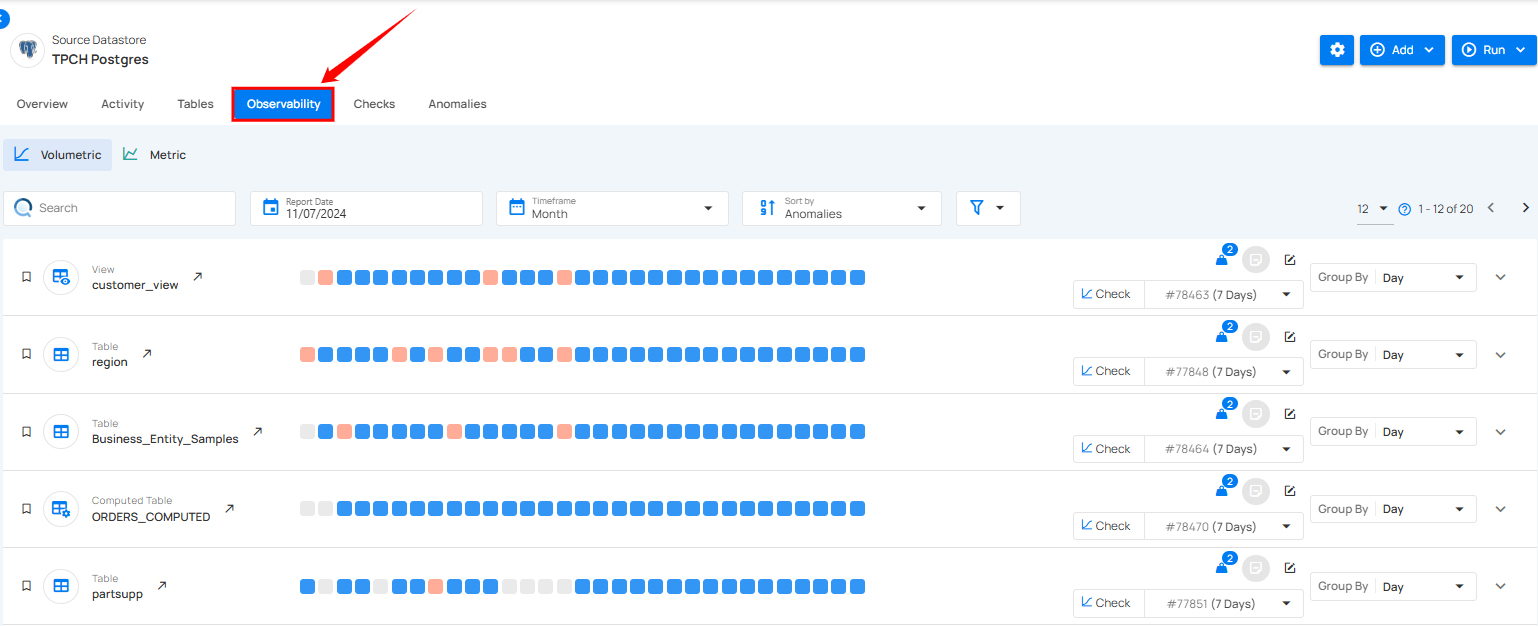 Source Datastore
TPCH Postgres
Add
Run
Overview
Activity
Tables
Observability
Checks
Anomalies
Volumetric
Metric
Search
Report Date
11/07/2024
Timeframe
Month
Sort by
Anomalies
12
1 - 12 of 20
View
customer_view
2
Check
#78463 (7 Days)
Group By
Day
Table
region
2
Check
#77848 (7 Days)
Group By
Day
Table
Business_Entity_Samples
2
Check
#78464 (7 Days)
Group By
Day
Computed Table
ORDERS_COMPUTED
2
Check
#78470 (7 Days)
Group By
Day
Table
partsupp
2
Check
#77851 (7 Days)
Group By
Day